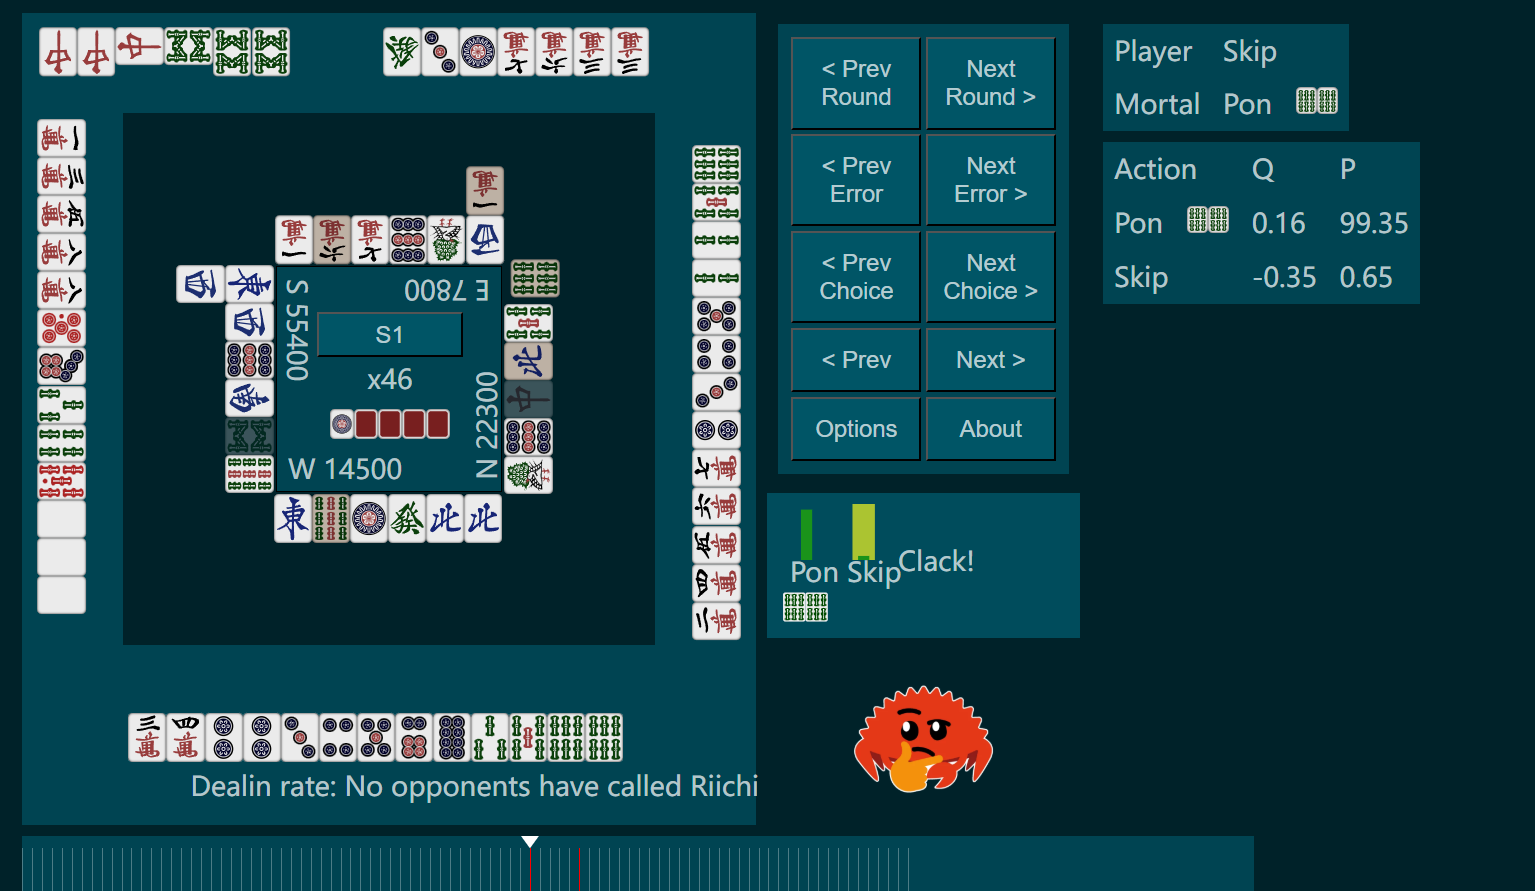 < Prev
Round
Next
Round >
< Prev
Error
Next
Error >
< Prev
Choice
Next
Choice >
< Prev
Next >
Options
About
Player Skip
Mortal Pon
Action Q P
Pon 0.16 99.35
Skip -0.35 0.65
E 7800
S 55400
S1
x46
N 22300
W 14500
Pon Skip Clack!
Dealin rate: No opponents have called Riichi